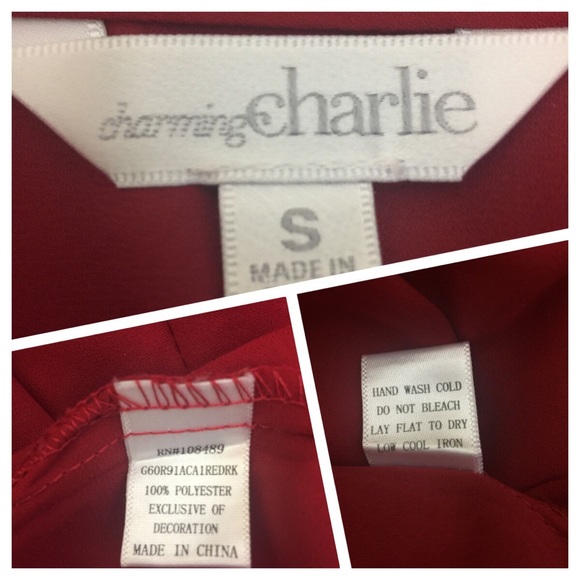 charming charlie
S
MADE IN
RN#108489
G60R91ACA1REDRK
100% POLYESTER
EXCLUSIVE OF
DECORATION
MADE IN CHINA
HAND WASH COLD
DO NOT BLEACH
LAY FLAT TO DRY
LOW COOL IRON